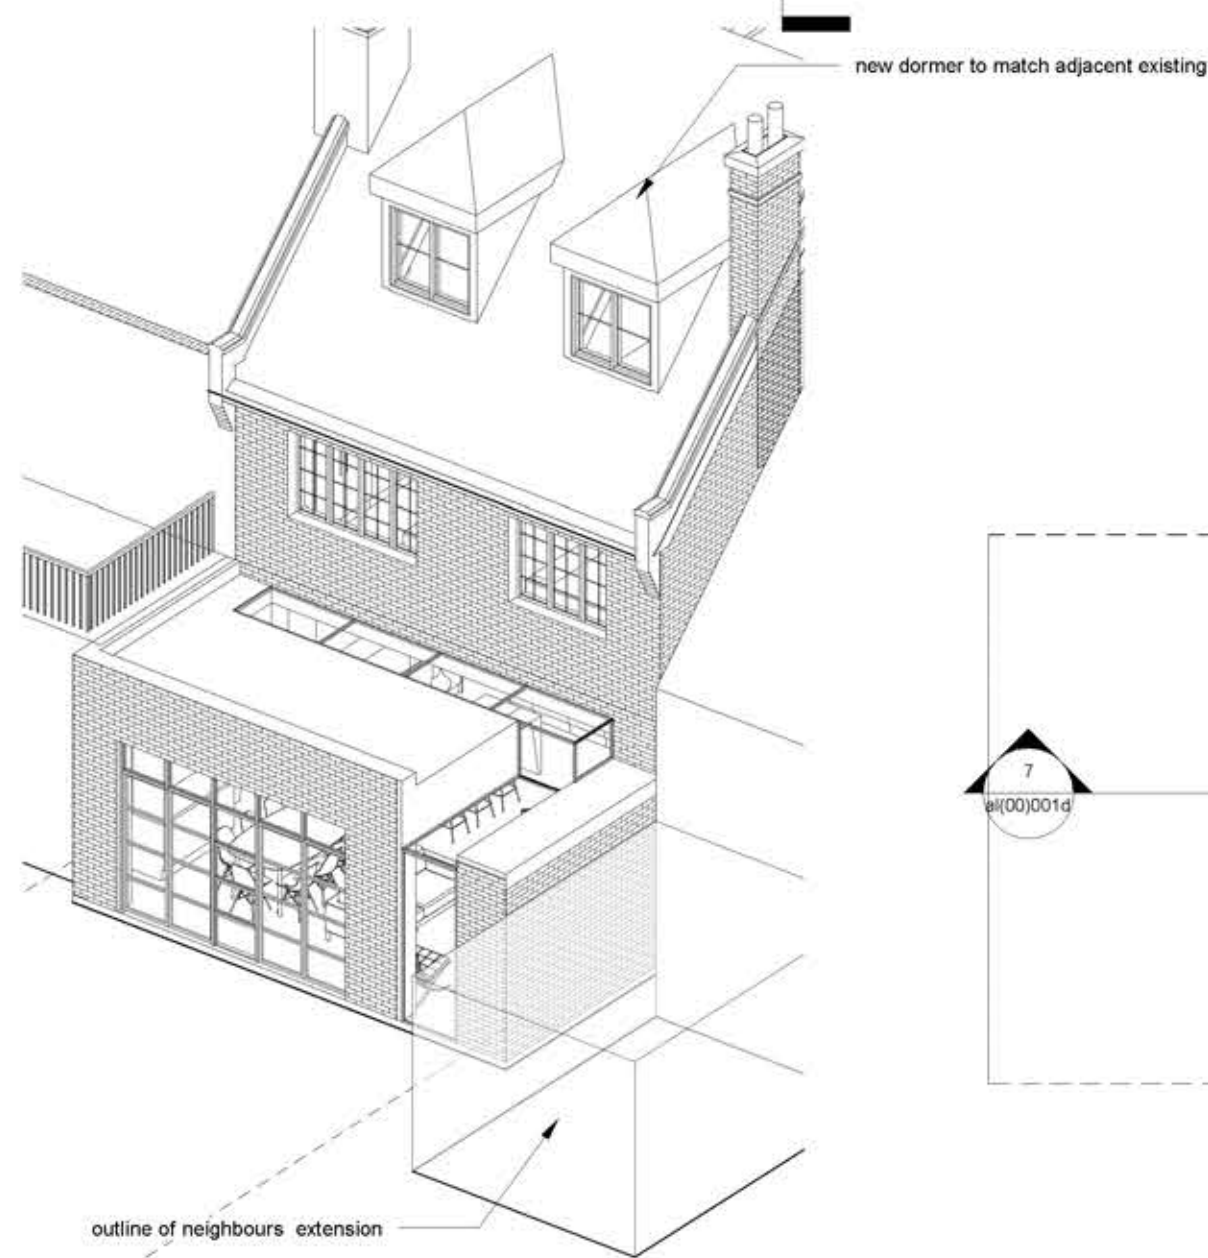 new dormer to match adjacent existing
7
al(00)001d
outline of neighbours extension